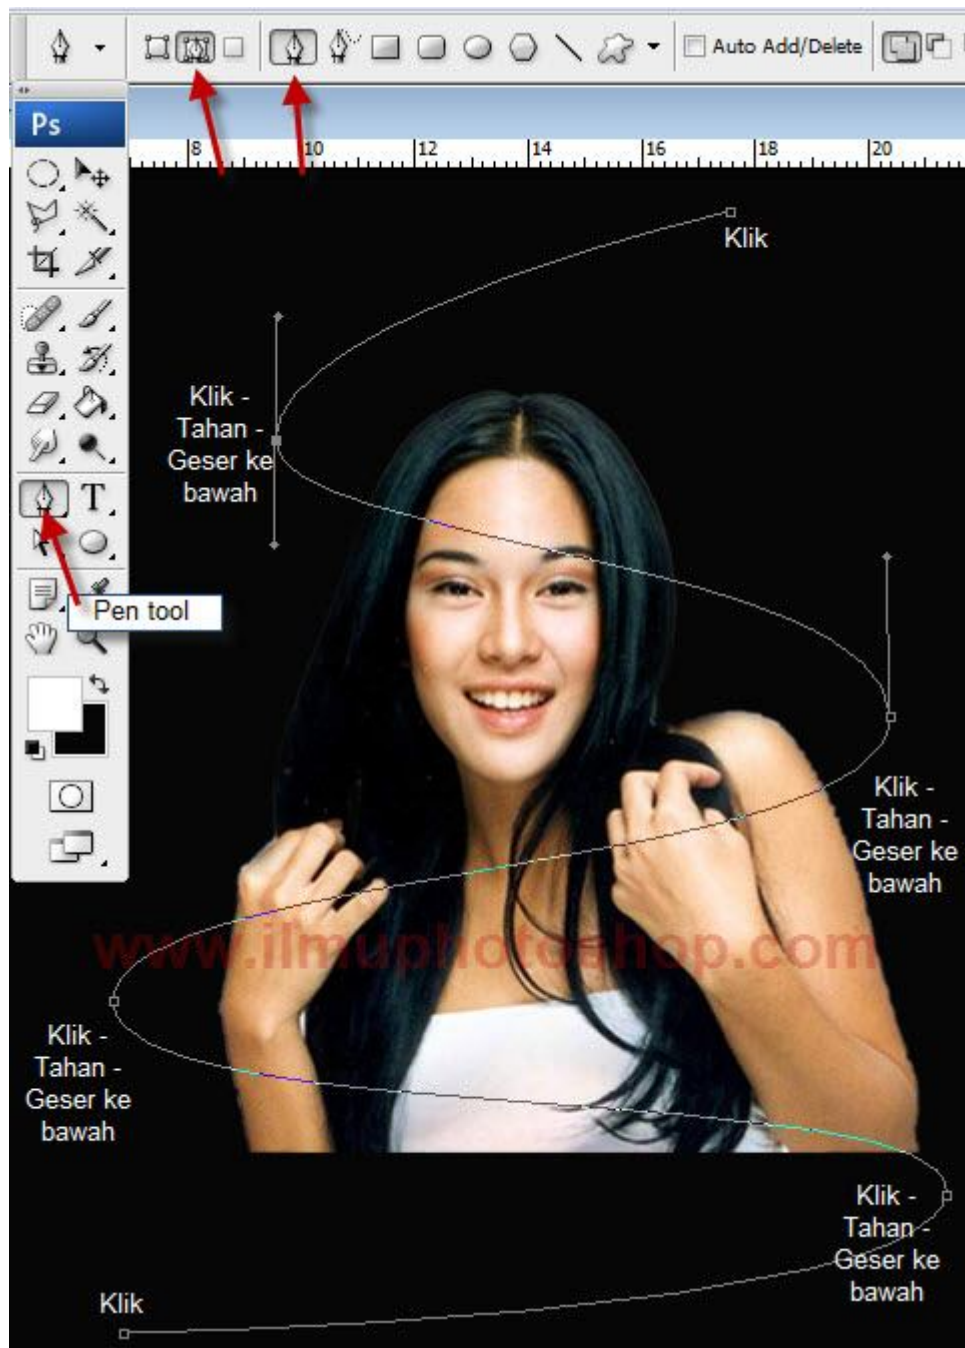 Auto Add/Delete
Ps
8 10 12 14 16 18 20
Klik
Klik -
Tahan -
Geser ke
bawah
T
Pen tool
Klik -
Tahan -
Geser ke
bawah
www.ilmuphotoshop.com
Klik -
Tahan -
Geser ke
bawah
Klik -
Tahan -
Geser ke
bawah
Klik